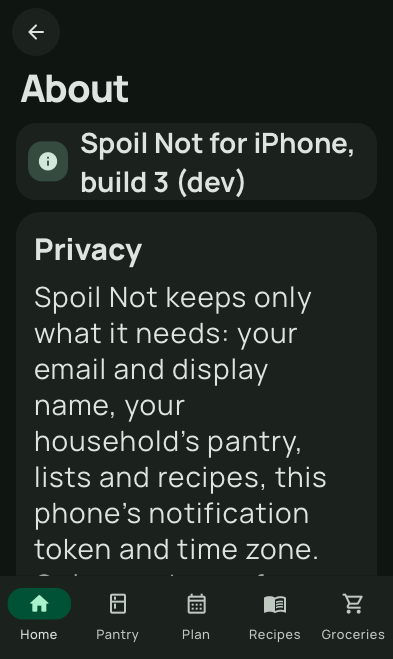 About
Spoil Not for iPhone,
build 3 (dev)
Privacy
Spoil Not keeps only
what it needs: your
email and display
name, your
household’s pantry,
lists and recipes, this
phone’s notification
token and time zone.
Home Pantry Plan Recipes Groceries